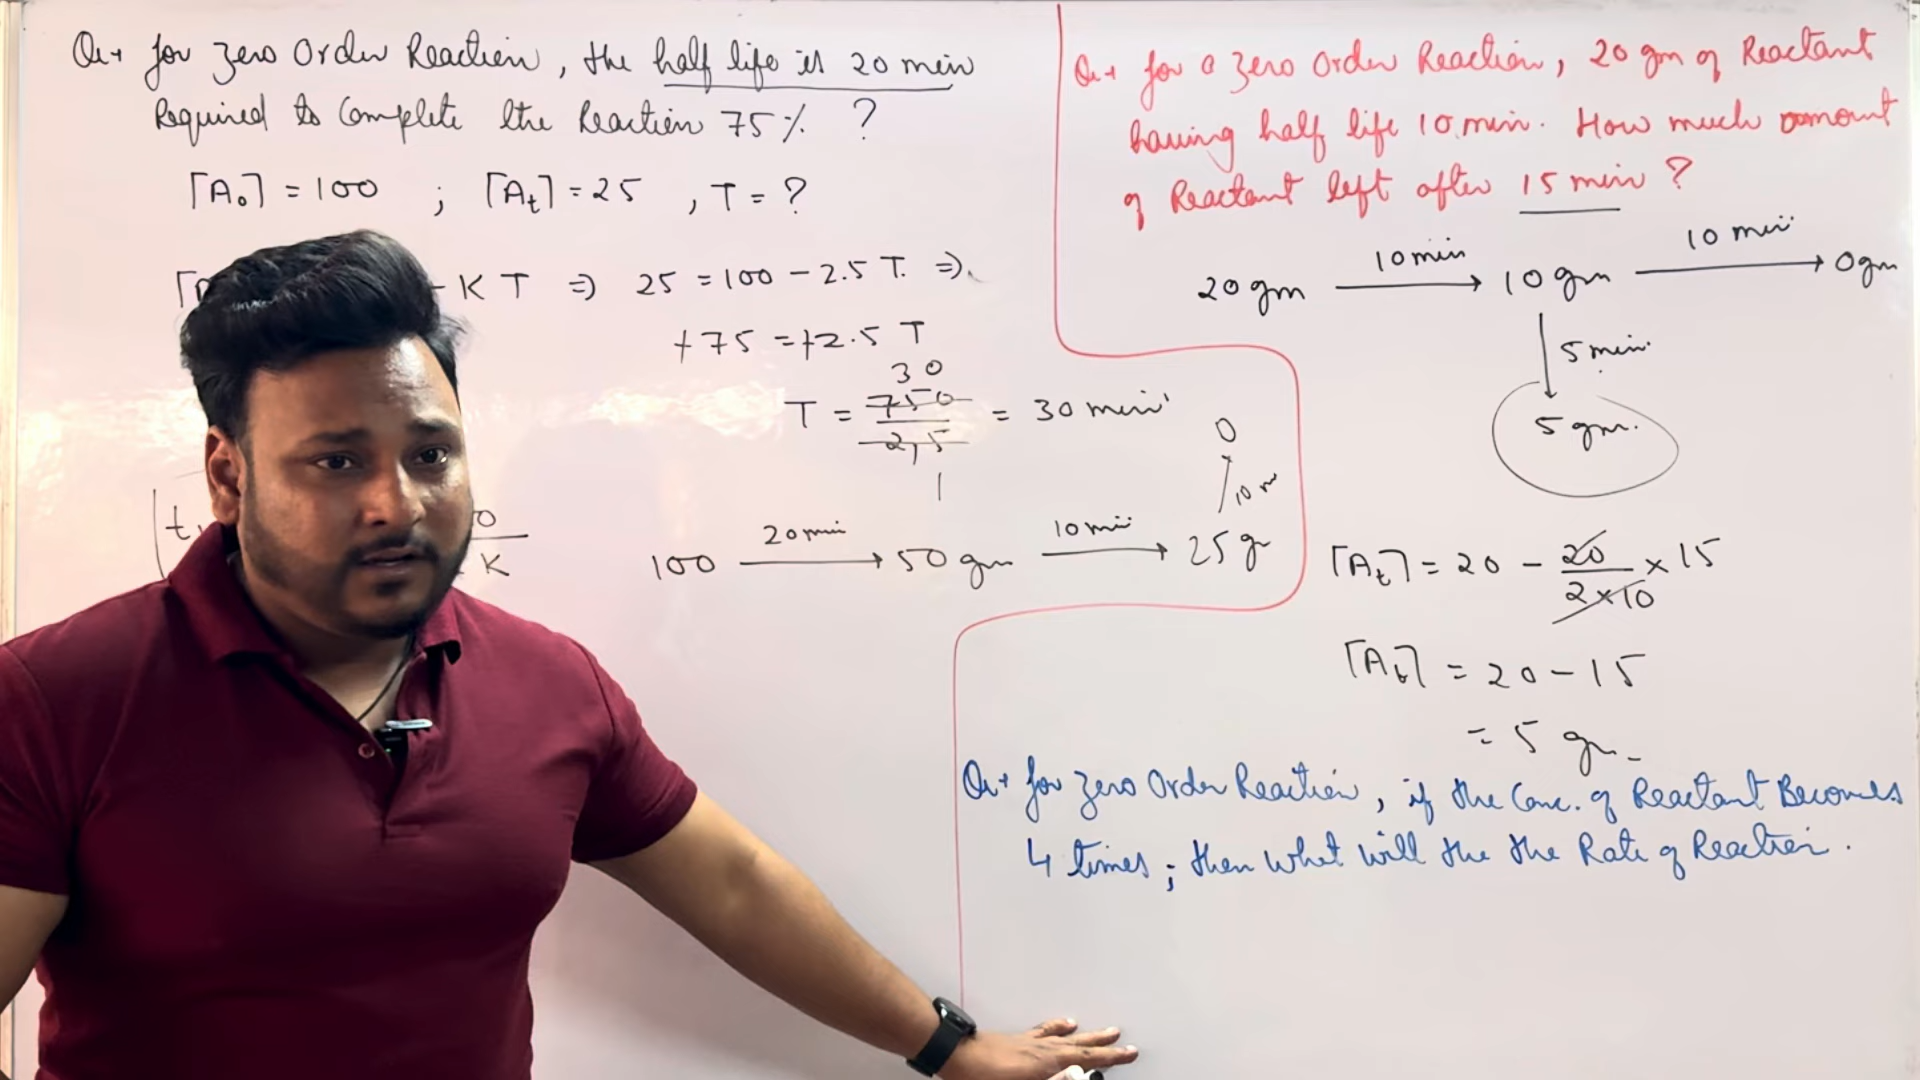 Qu→ for zero Order Reaction, the half life is 20 min
Required to Complete the Reaction 75% ?
[A₀] = 100 ; [Aₜ] = 25 , T = ?
- K T ⇒ 25 = 100 - 2.5 T. ⇒
+75 = +2.5 T
30
T = 750/2.5 = 30 min
1
t
K
100 —20 min→ 50 gm —10 min→ 25 g
10 m
0
Qu→ for a zero Order Reaction, 20 gm of Reactant
having half life 10 min. How much amount
of Reactant left after 15 min ?
20 gm —10 min→ 10 gm —10 min→ 0 gm
5 min
5 gm.
[Aₜ] = 20 - 20/(2×10) × 15
[Aₜ] = 20 - 15
= 5 gm
Qu→ for zero Order Reaction, if the Conc. of Reactant Becomes
4 times ; then what will the the Rate of Reaction.